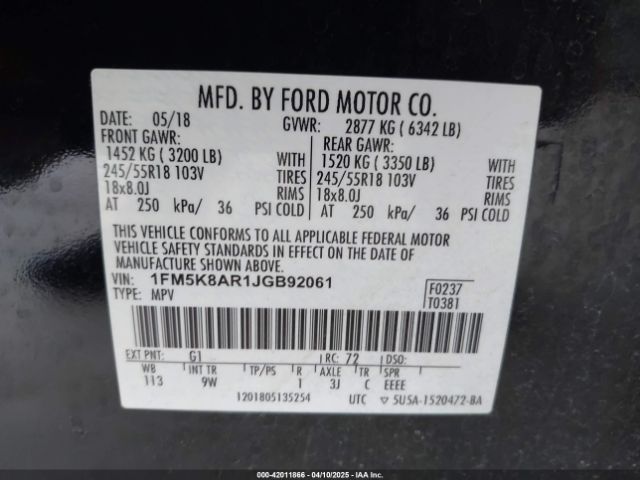 MFD. BY FORD MOTOR CO.
DATE: 05/18 GVWR: 2877 KG ( 6342 LB)
FRONT GAWR: REAR GAWR:
1452 KG ( 3200 LB) WITH 1520 KG ( 3350 LB) WITH
245/55R18 103V TIRES 245/55R18 103V TIRES
18x8.0J RIMS 18x8.0J RIMS
AT 250 kPa/ 36 PSI COLD AT 250 kPa/ 36 PSI COLD
THIS VEHICLE CONFORMS TO ALL APPLICABLE FEDERAL MOTOR
VEHICLE SAFETY STANDARDS IN EFFECT ON THE DATE OF
MANUFACTURE SHOWN ABOVE.
VIN: 1FM5K8AR1JGB92061 F0237
TYPE: MPV T0381
EXT PNT: G1 RC: 72 DSO:
WB INT TR TP/PS R AXLE TR SPR
113 9W 1 3J C EEEE
1201805135254 UTC ▽ 5U5A-1520472-BA
000-42011866 - 04/10/2025 - IAAI.com